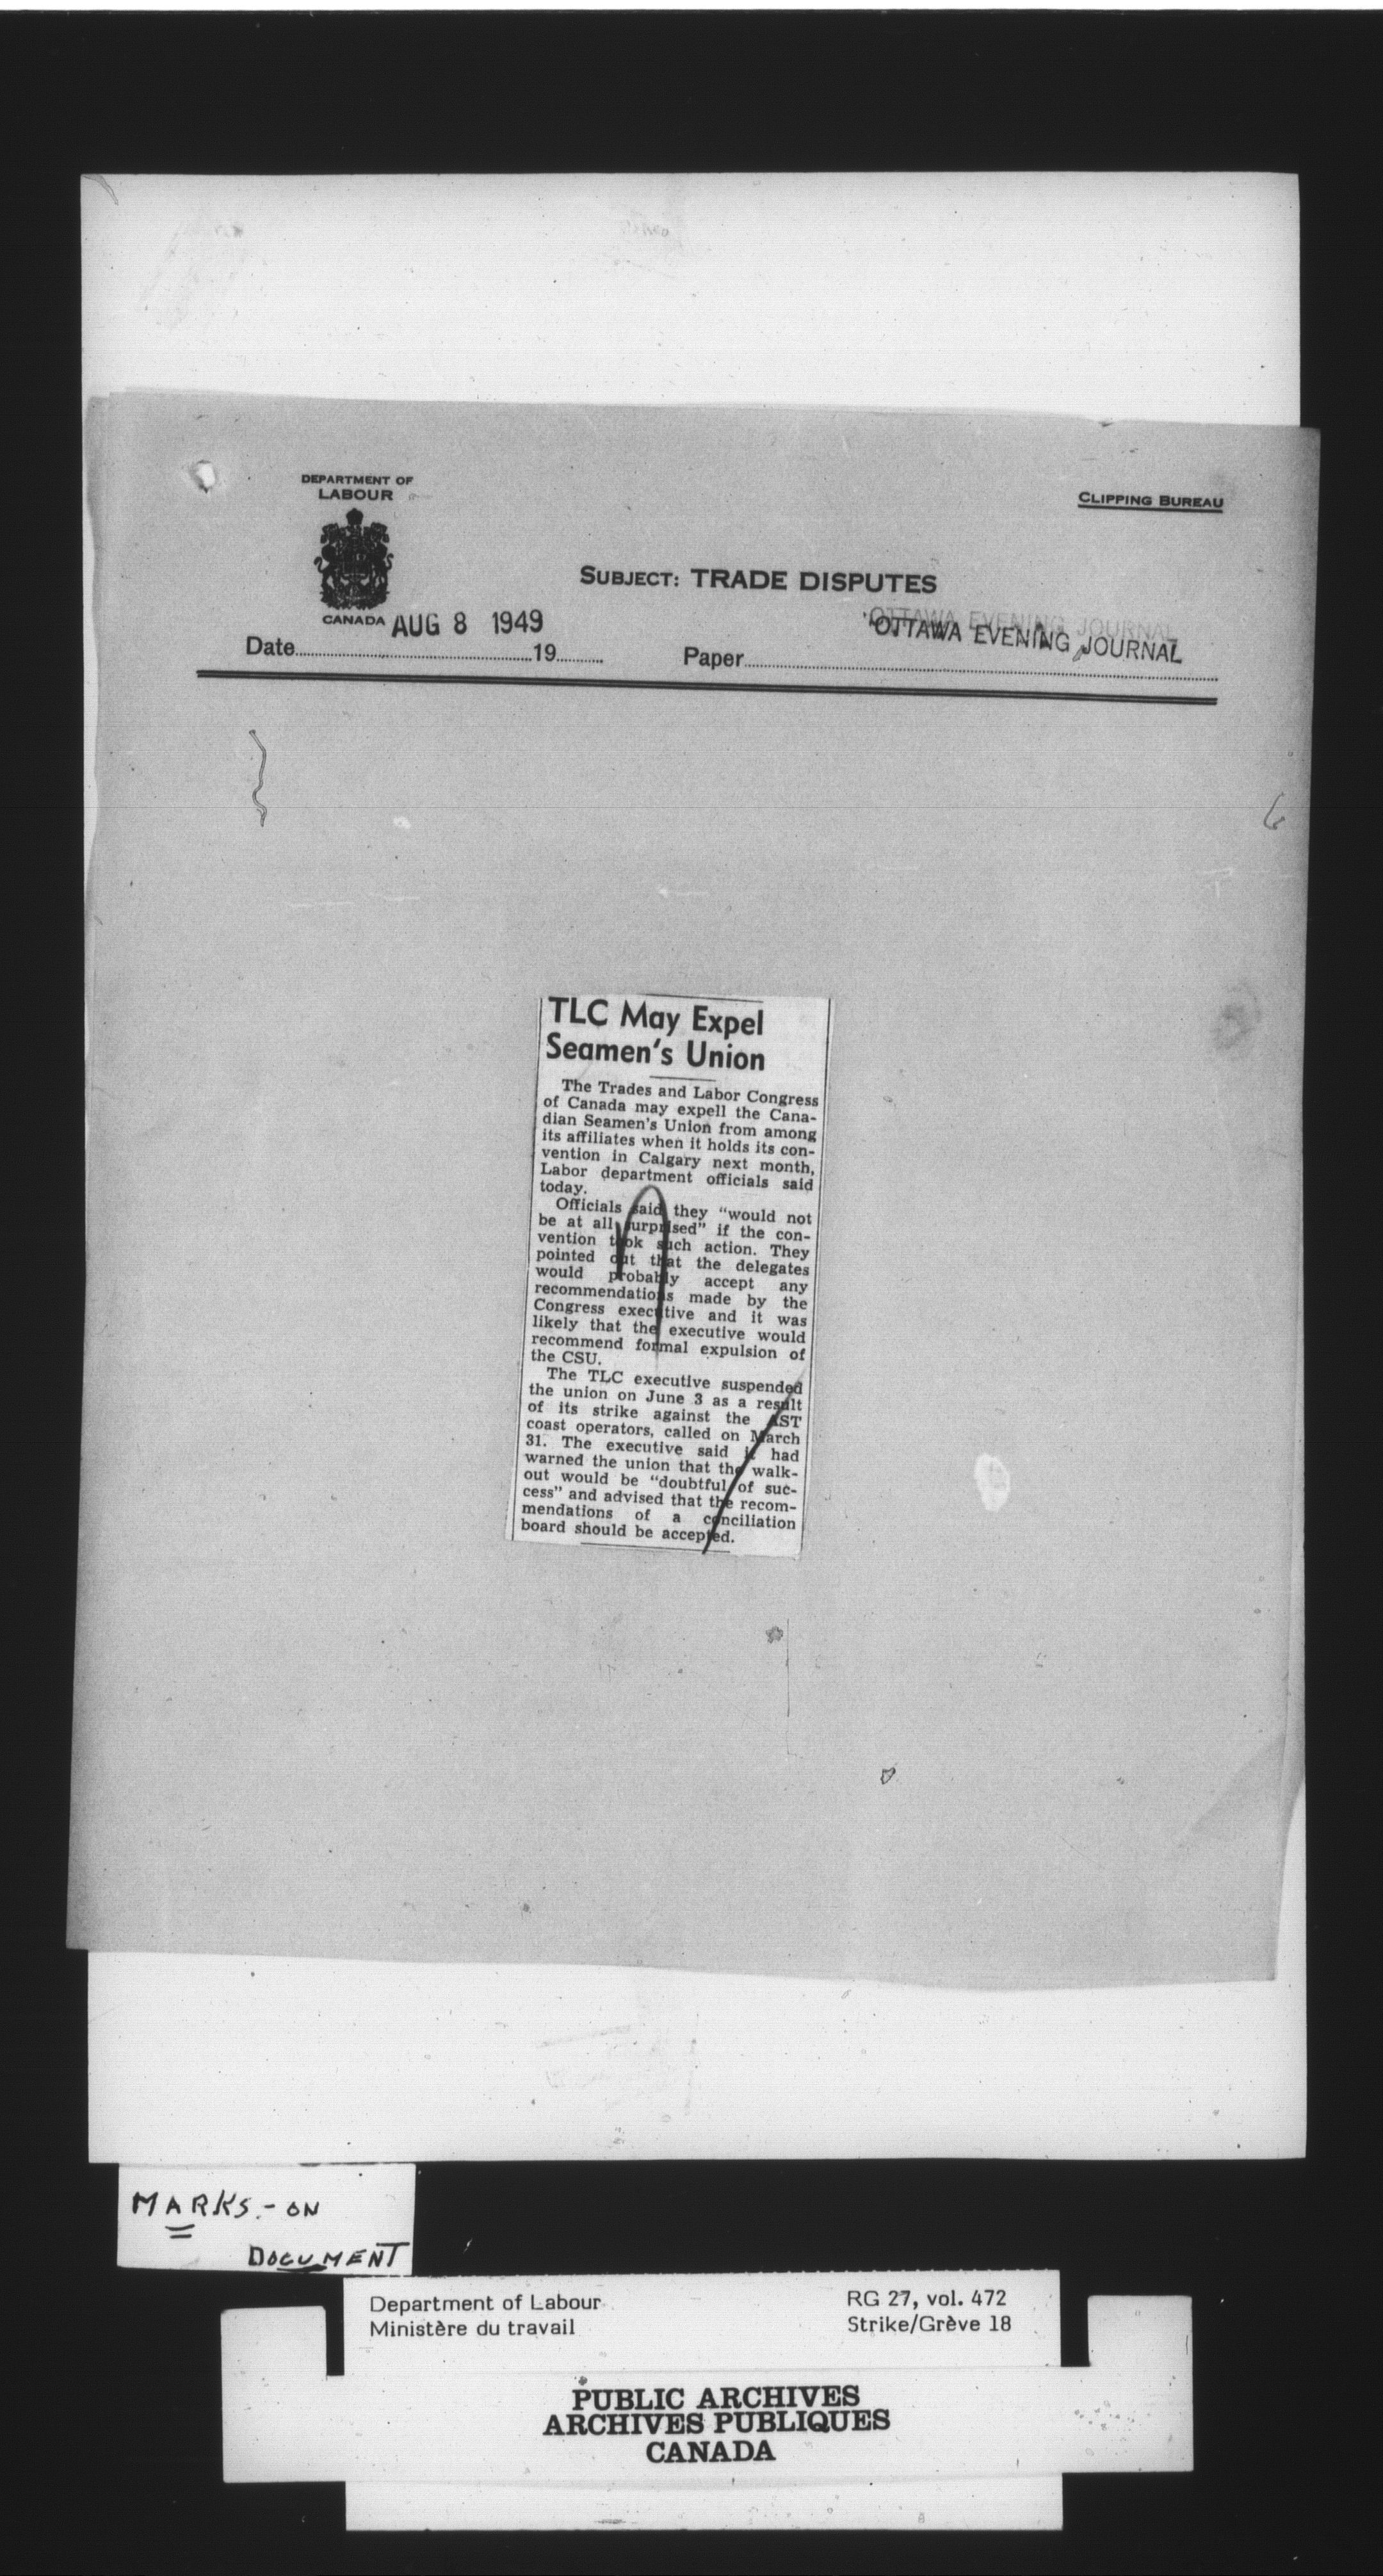 DEPARTMENT OF
LABOUR
CANADA
CLIPPING BUREAU
SUBJECT: TRADE DISPUTES
AUG 8 1949
OTTAWA EVENING JOURNAL
OTTAWA EVENING JOURNAL
Date 19 Paper
TLC May Expel
Seamen's Union
The Trades and Labor Congress
of Canada may expell the Cana-
dian Seamen's Union from among
its affiliates when it holds its con-
vention in Calgary next month,
Labor department officials said
today.
Officials said they "would not
be at all surprised" if the con-
vention took such action. They
pointed out that the delegates
would probably accept any
recommendations made by the
Congress executive and it was
likely that the executive would
recommend formal expulsion of
the CSU.
The TLC executive suspended
the union on June 3 as a result
of its strike against the AST
coast operators, called on March
31. The executive said it had
warned the union that the walk-
out would be "doubtful of suc-
cess" and advised that the recom-
mendations of a conciliation
board should be accepted.
MARKS - ON
DOCUMENT
Department of Labour
Ministère du travail
RG 27, vol. 472
Strike/Grève 18
PUBLIC ARCHIVES
ARCHIVES PUBLIQUES
CANADA